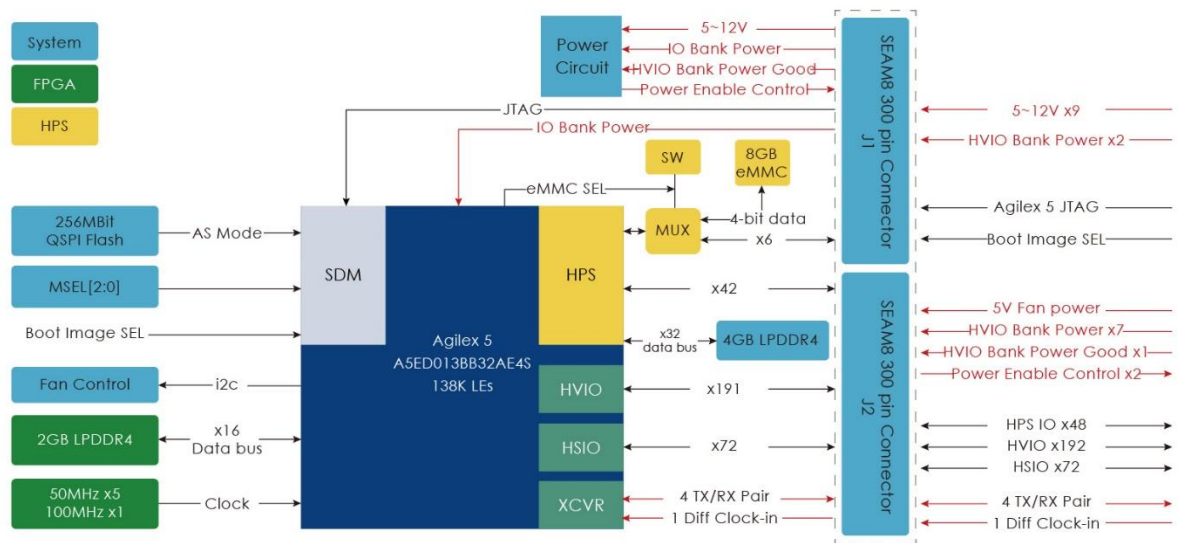 System
FPGA
HPS
Power
Circuit
5~12V
IO Bank Power
HVIO Bank Power Good
Power Enable Control
SEAM8 300 pin Connector
J1
5~12V x9
HVIO Bank Power x2
Agilex 5 JTAG
Boot Image SEL
JTAG
IO Bank Power
SW
8GB
eMMC
eMMC SEL
4-bit data
MUX
x6
256MBit
QSPI Flash
AS Mode
MSEL[2:0]
Boot Image SEL
SDM
Agilex 5
A5ED013BB32AE4S
138K LEs
HPS
x42
x32
data bus
4GB LPDDR4
Fan Control
i2c
2GB LPDDR4
x16
Data bus
50MHz x5
100MHz x1
Clock
HVIO
x191
HSIO
x72
XCVR
4 TX/RX Pair
1 Diff Clock-in
SEAM8 300 pin Connector
J2
5V Fan power
HVIO Bank Power x7
HVIO Bank Power Good x1
Power Enable Control x2
HPS IO x48
HVIO x192
HSIO x72
4 TX/RX Pair
1 Diff Clock-in